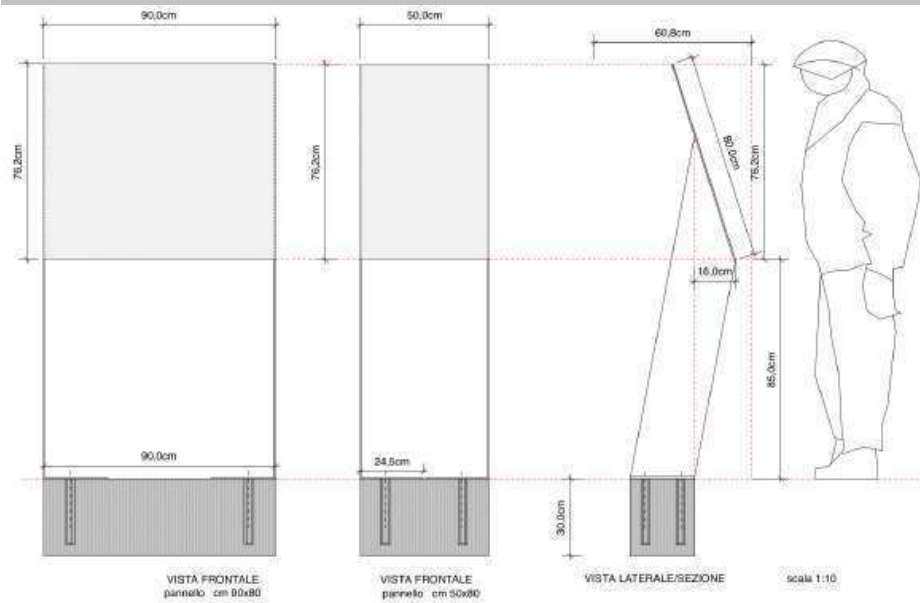 90,0cm
50,0cm
60,8cm
76,2cm
76,2cm
80,0cm
76,2cm
16,0cm
85,0cm
90,0cm
24,5cm
30,0cm
VISTA FRONTALE
pannello cm 90x80
VISTA FRONTALE
pannello cm 50x80
VISTA LATERALE/SEZIONE
scala 1:10